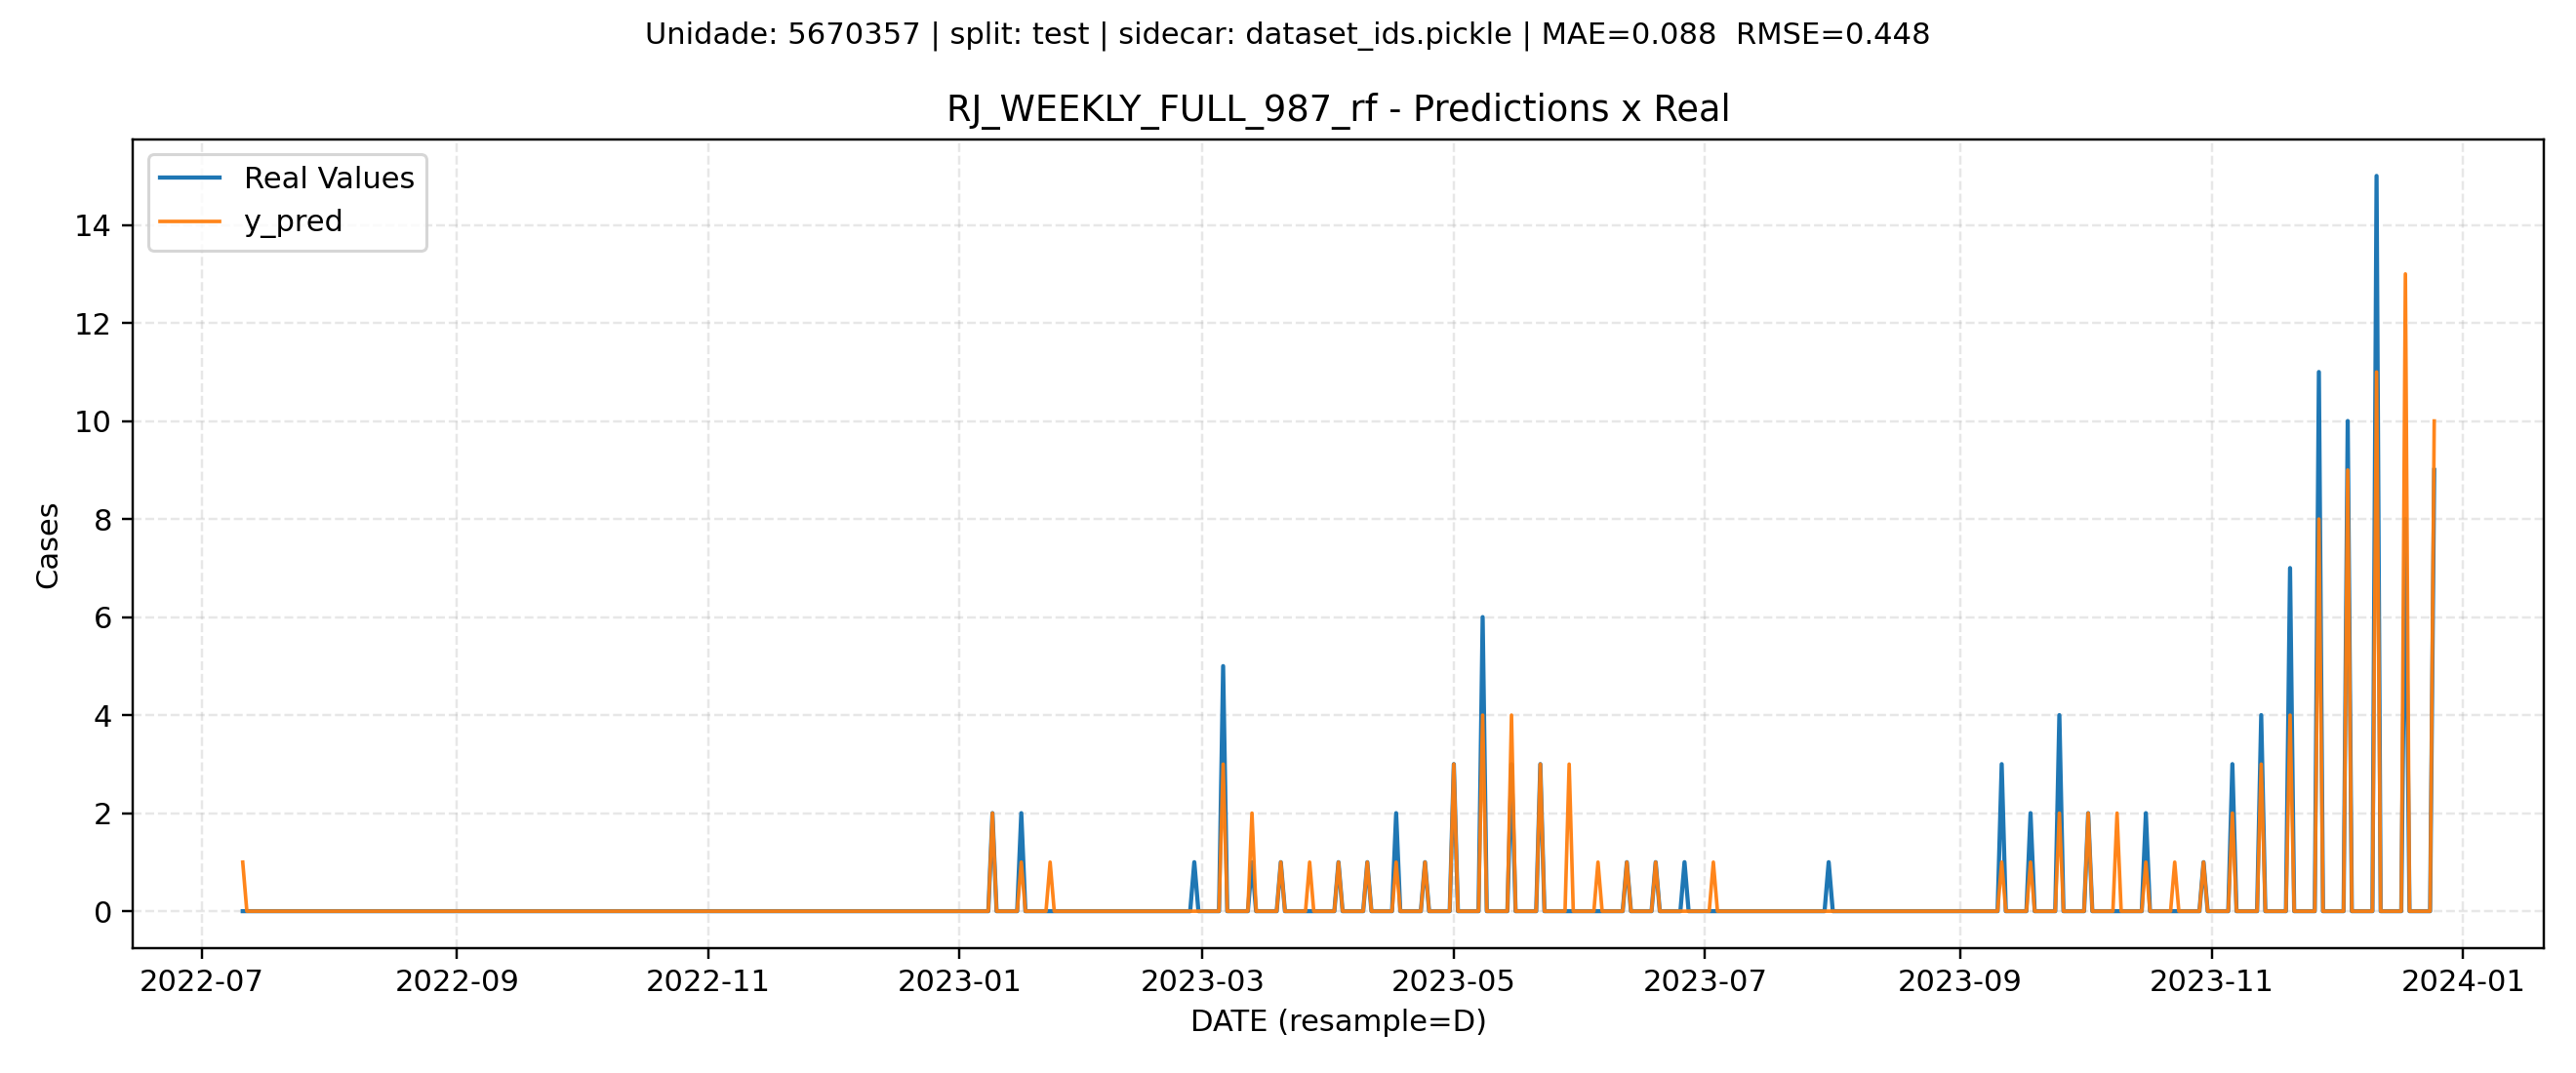 Unidade: 5670357 | split: test | sidecar: dataset_ids.pickle | MAE=0.088  RMSE=0.448
RJ_WEEKLY_FULL_987_rf - Predictions x Real
Real Values
y_pred
14
12
10
8
6
4
2
0
Cases
2022-07 2022-09 2022-11 2023-01 2023-03 2023-05 2023-07 2023-09 2023-11 2024-01
DATE (resample=D)